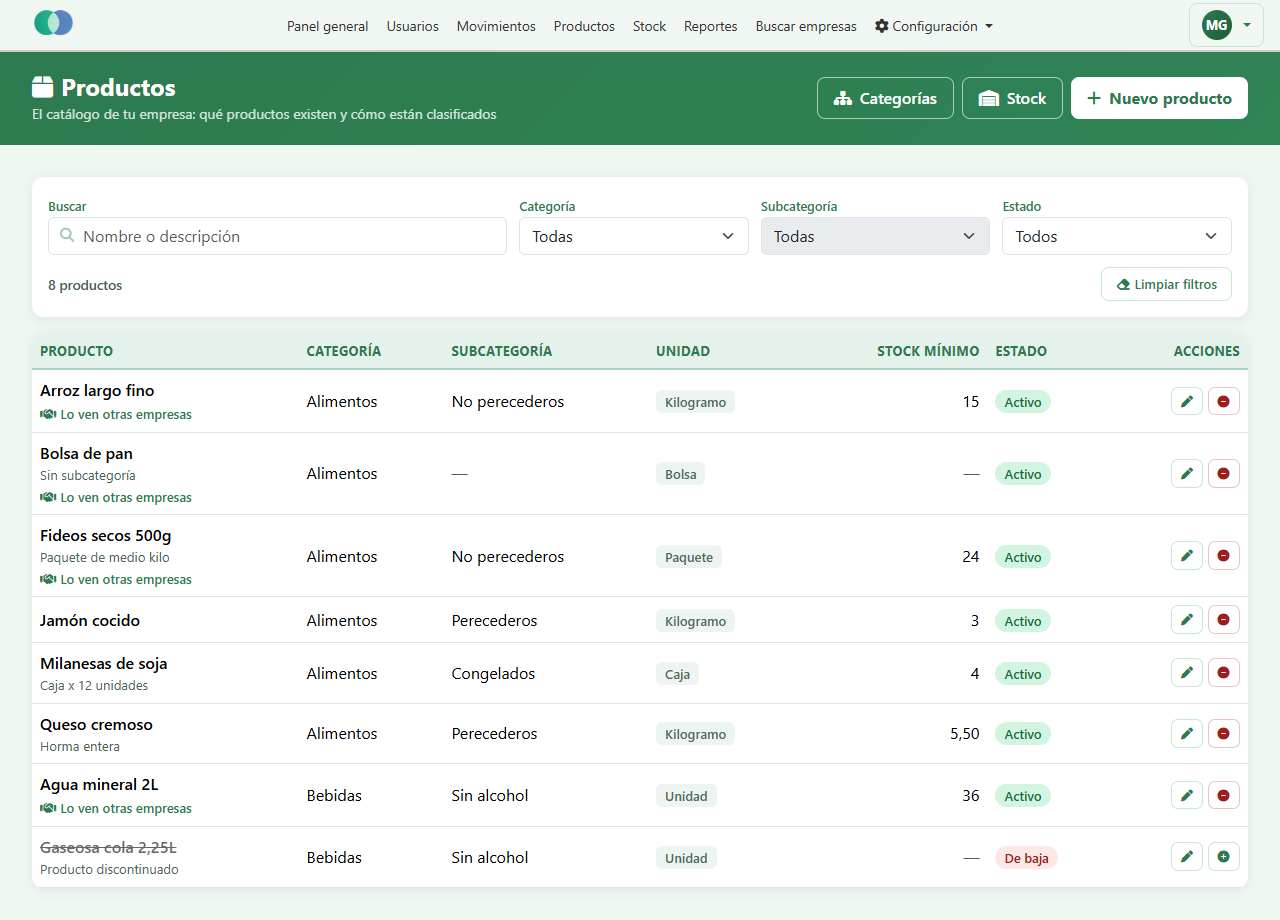 Panel general Usuarios Movimientos Productos Stock Reportes Buscar empresas Configuración MG
Productos
El catálogo de tu empresa: qué productos existen y cómo están clasificados
Categorías Stock Nuevo producto
Buscar Categoría Subcategoría Estado
Nombre o descripción Todas Todas Todos
8 productos Limpiar filtros
PRODUCTO CATEGORÍA SUBCATEGORÍA UNIDAD STOCK MÍNIMO ESTADO ACCIONES
Arroz largo fino
Lo ven otras empresas
Alimentos No perecederos Kilogramo 15 Activo
Bolsa de pan
Sin subcategoría
Lo ven otras empresas
Alimentos — Bolsa — Activo
Fideos secos 500g
Paquete de medio kilo
Lo ven otras empresas
Alimentos No perecederos Paquete 24 Activo
Jamón cocido Alimentos Perecederos Kilogramo 3 Activo
Milanesas de soja
Caja x 12 unidades
Alimentos Congelados Caja 4 Activo
Queso cremoso
Horma entera
Alimentos Perecederos Kilogramo 5,50 Activo
Agua mineral 2L
Lo ven otras empresas
Bebidas Sin alcohol Unidad 36 Activo
Gaseosa cola 2,25L
Producto discontinuado
Bebidas Sin alcohol Unidad — De baja